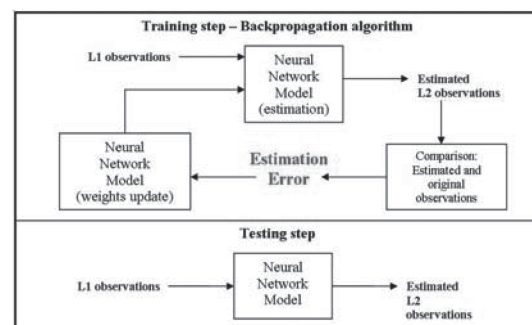 Training step – Backpropagation algorithm
L1 observations
Neural
Network
Model
(estimation)
Estimated
L2 observations
Neural
Network
Model
(weights update)
Estimation
Error
Comparison:
Estimated and
original
observations
Testing step
L1 observations
Neural
Network
Model
Estimated
L2
observations